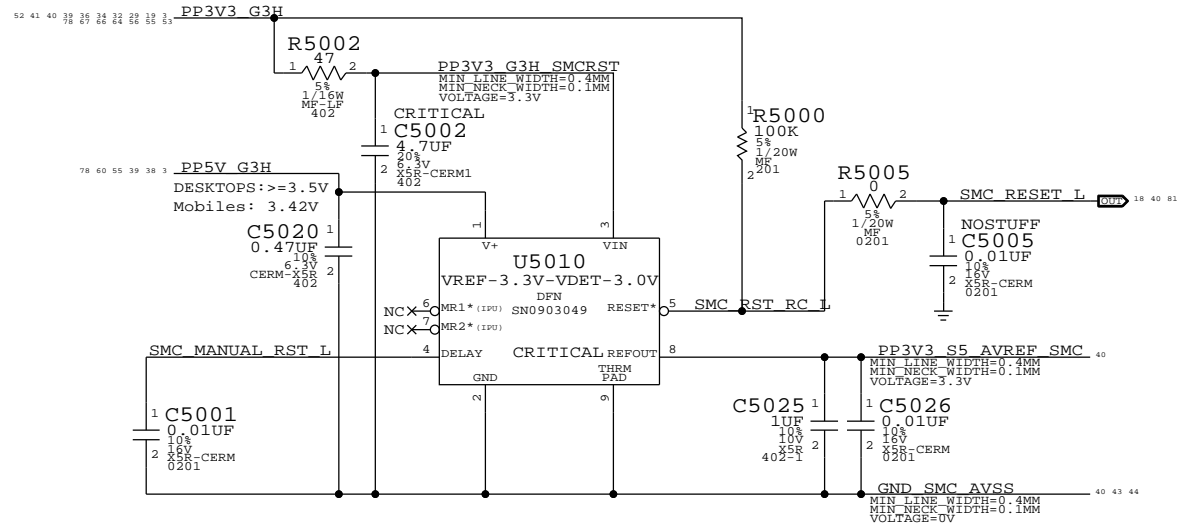 52 41 40 39 36 34 32 29 19 3
78 67 66 64 56 55 53
PP3V3_G3H
R5002
47
1 2
5%
1/16W
MF-LF
402
PP3V3_G3H_SMCRST
MIN_LINE_WIDTH=0.4MM
MIN_NECK_WIDTH=0.1MM
VOLTAGE=3.3V
CRITICAL
1 C5002
4.7UF
20%
6.3V
2 X5R-CERM1
402
1 R5000
100K
5%
1/20W
MF
2 201
78 60 55 39 38 3
PP5V_G3H
DESKTOPS:>=3.5V
Mobiles: 3.42V
C5020 1
0.47UF
10%
6.3V 2
CERM-X5R
402
R5005
1 0 2
5%
1/20W
MF
0201
SMC_RESET_L
OUT
18 40 81
NOSTUFF
1 C5005
0.01UF
10%
2 16V
X5R-CERM
0201
1 3
V+ VIN
U5010
VREF-3.3V-VDET-3.0V
DFN
SN0903049
NC 6 MR1* (IPU)
NC 7 MR2* (IPU)
RESET* 5 SMC_RST_RC_L
SMC_MANUAL_RST_L 4 DELAY
CRITICAL REFOUT 8
THRM
GND PAD
2 9
PP3V3_S5_AVREF_SMC 40
MIN_LINE_WIDTH=0.4MM
MIN_NECK_WIDTH=0.1MM
VOLTAGE=3.3V
1 C5001
0.01UF
10%
16V
2 X5R-CERM
0201
C5025 1
1UF
10%
10V
X5R 2
402-1
1 C5026
0.01UF
10%
16V
2 X5R-CERM
0201
GND_SMC_AVSS 40 43 44
MIN_LINE_WIDTH=0.4MM
MIN_NECK_WIDTH=0.1MM
VOLTAGE=0V